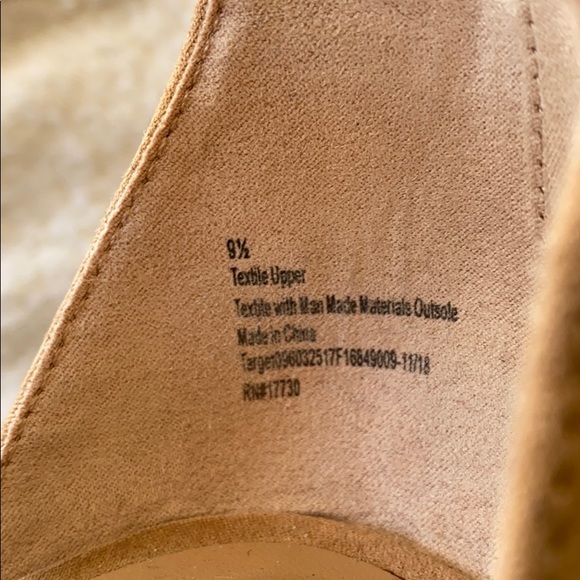 9½
Textile Upper
Textile with Man Made Materials Outsole
Made in China
Target096032517F16849009-11/18
RN#17730